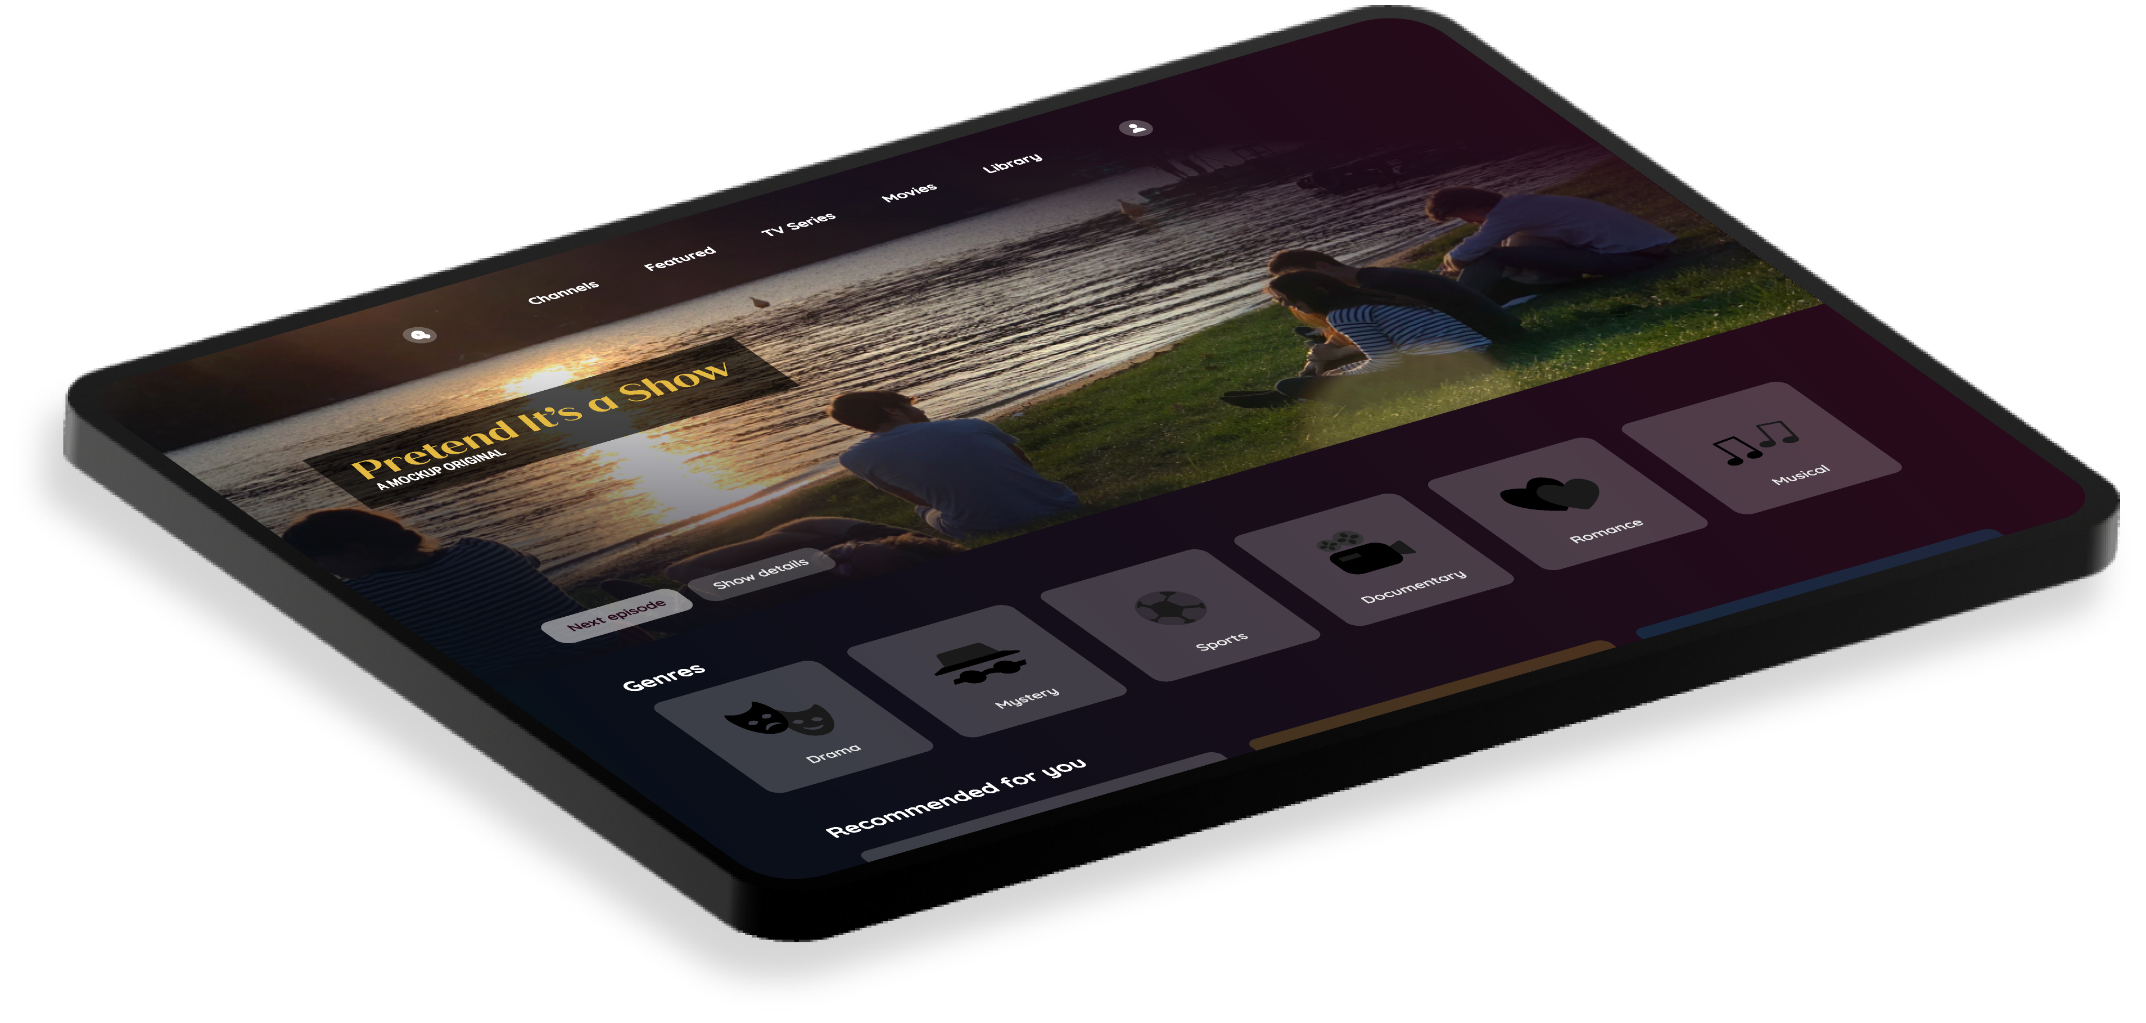 Channels
Featured
TV Series
Movies
Library
Pretend It's a Show
A MOCKUP ORIGINAL
Next episode
Show details
Genres
Drama
Mystery
Sports
Documentary
Romance
Musical
Recommended for you